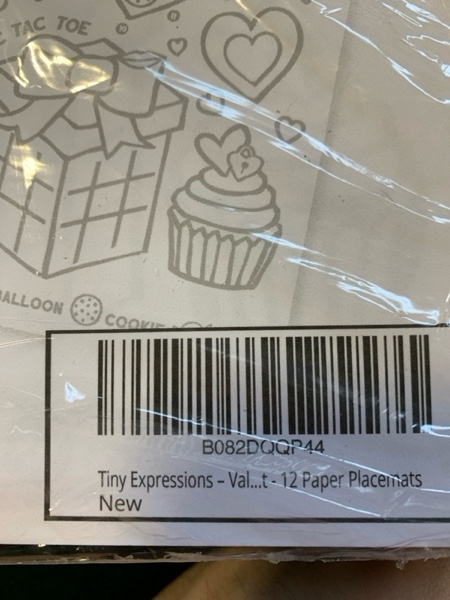 TAC TOE
BALLOON COOKIE
B082DQQP44
Tiny Expressions – Val...t - 12 Paper Placemats
New